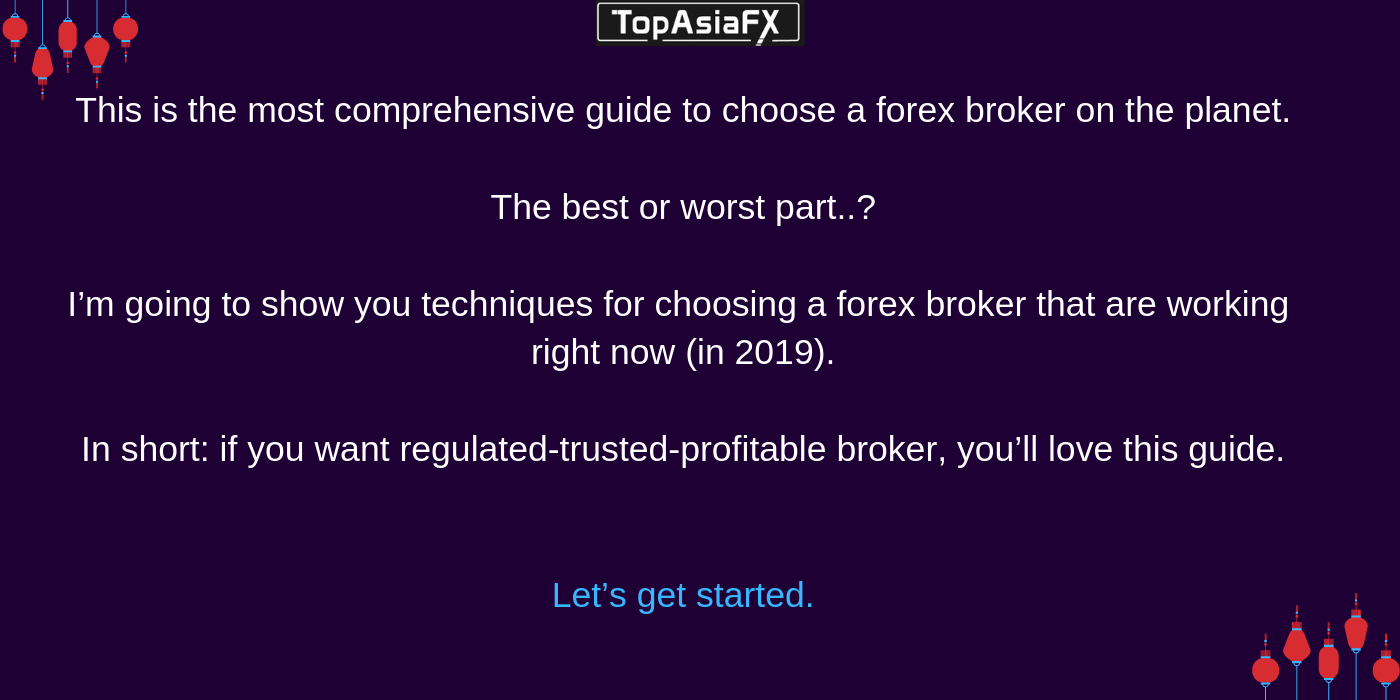 TopAsiaFX
This is the most comprehensive guide to choose a forex broker on the planet.
The best or worst part..?
I’m going to show you techniques for choosing a forex broker that are working
right now (in 2019).
In short: if you want regulated-trusted-profitable broker, you’ll love this guide.
Let’s get started.